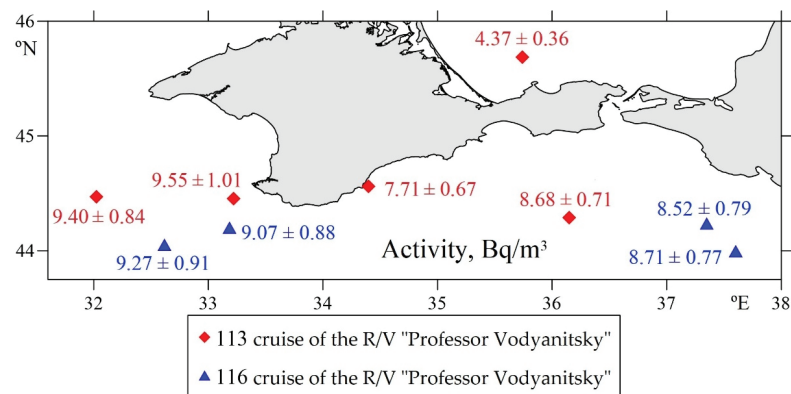 46
ºN
4.37 ± 0.36
45
9.55 ± 1.01
7.71 ± 0.67
9.40 ± 0.84
8.68 ± 0.71
8.52 ± 0.79
9.07 ± 0.88
44
9.27 ± 0.91
Activity, Bq/m³
8.71 ± 0.77
32 33 34 35 36 37 ºE 38
113 cruise of the R/V "Professor Vodyanitsky"
116 cruise of the R/V "Professor Vodyanitsky"